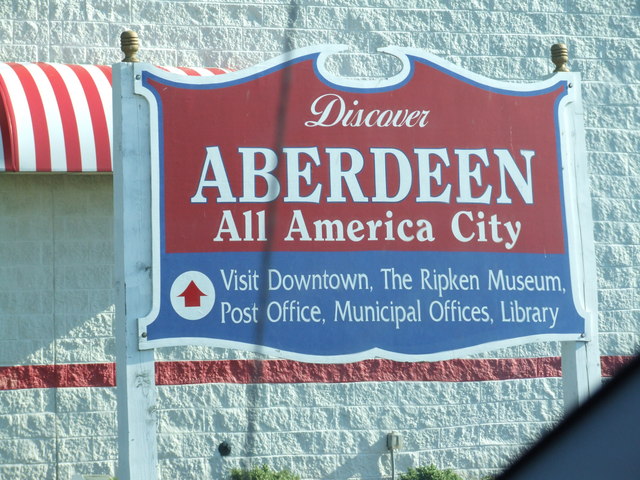 Discover
ABERDEEN
All America City
Visit Downtown, The Ripken Museum,
Post Office, Municipal Offices, Library